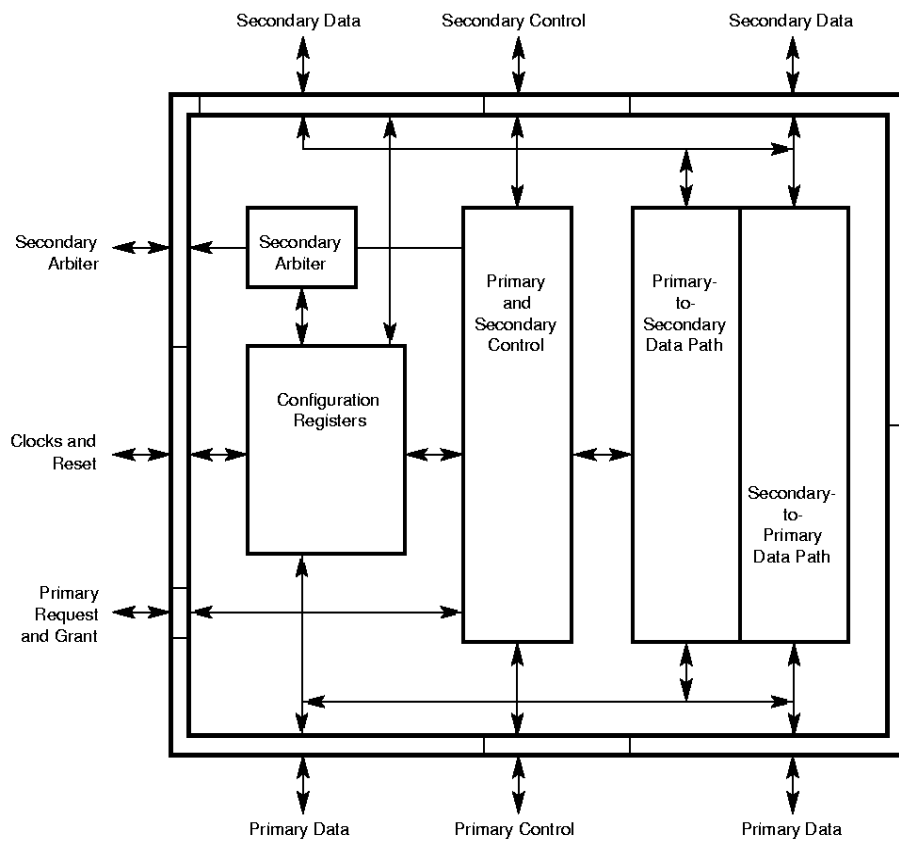 Secondary Data
Secondary Control
Secondary Data
Secondary
Arbiter
Secondary
Arbiter
Primary
and
Secondary
Control
Primary-
to-
Secondary
Data Path
Configuration
Registers
Clocks and
Reset
Secondary-
to-
Primary
Data Path
Primary
Request
and Grant
Primary Data
Primary Control
Primary Data